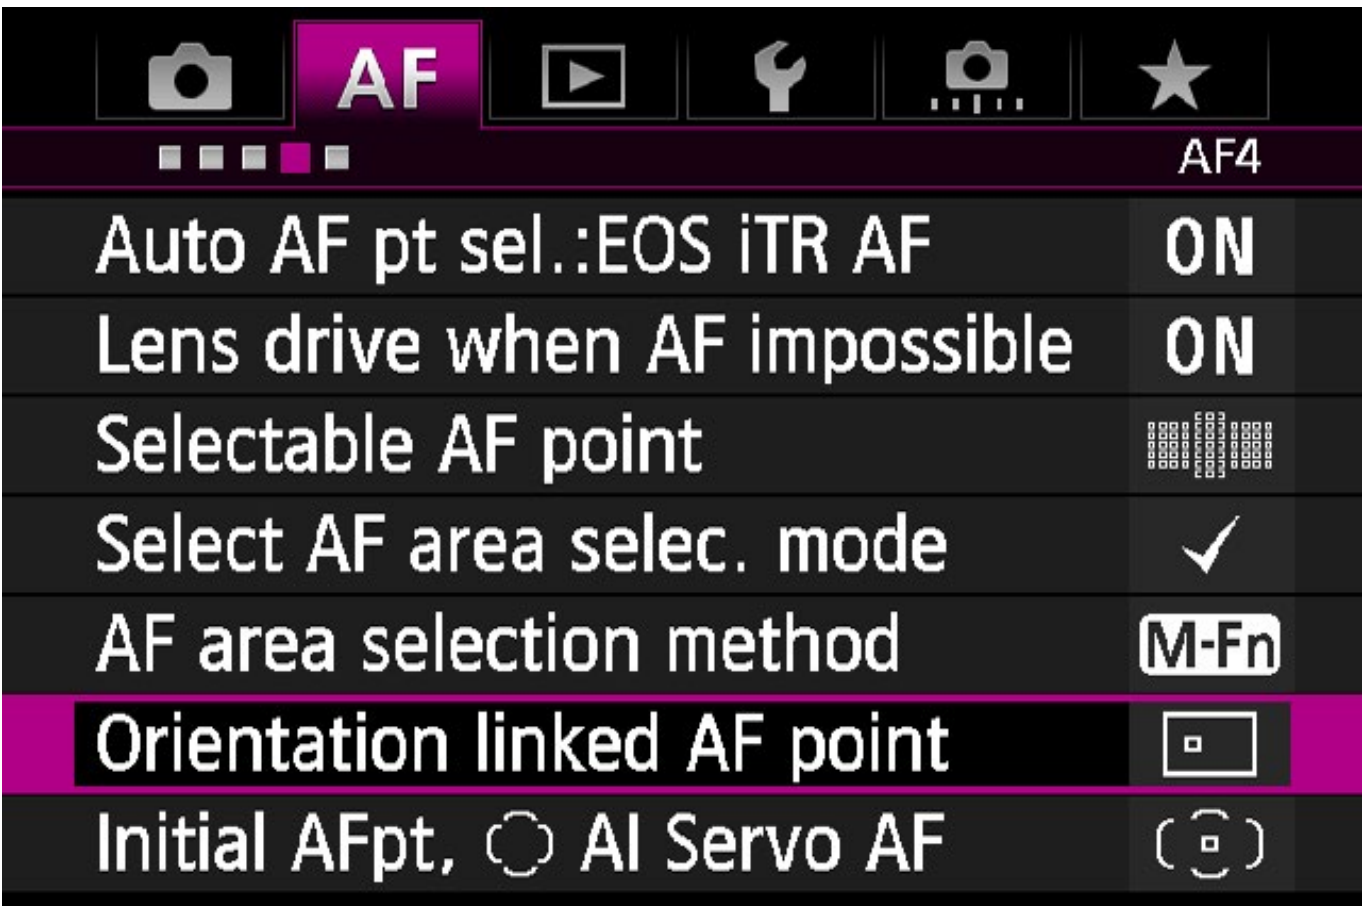 AF
AF4
Auto AF pt sel.:EOS iTR AF ON
Lens drive when AF impossible ON
Selectable AF point
Select AF area selec. mode
AF area selection method M-Fn
Orientation linked AF point
Initial AFpt, AI Servo AF